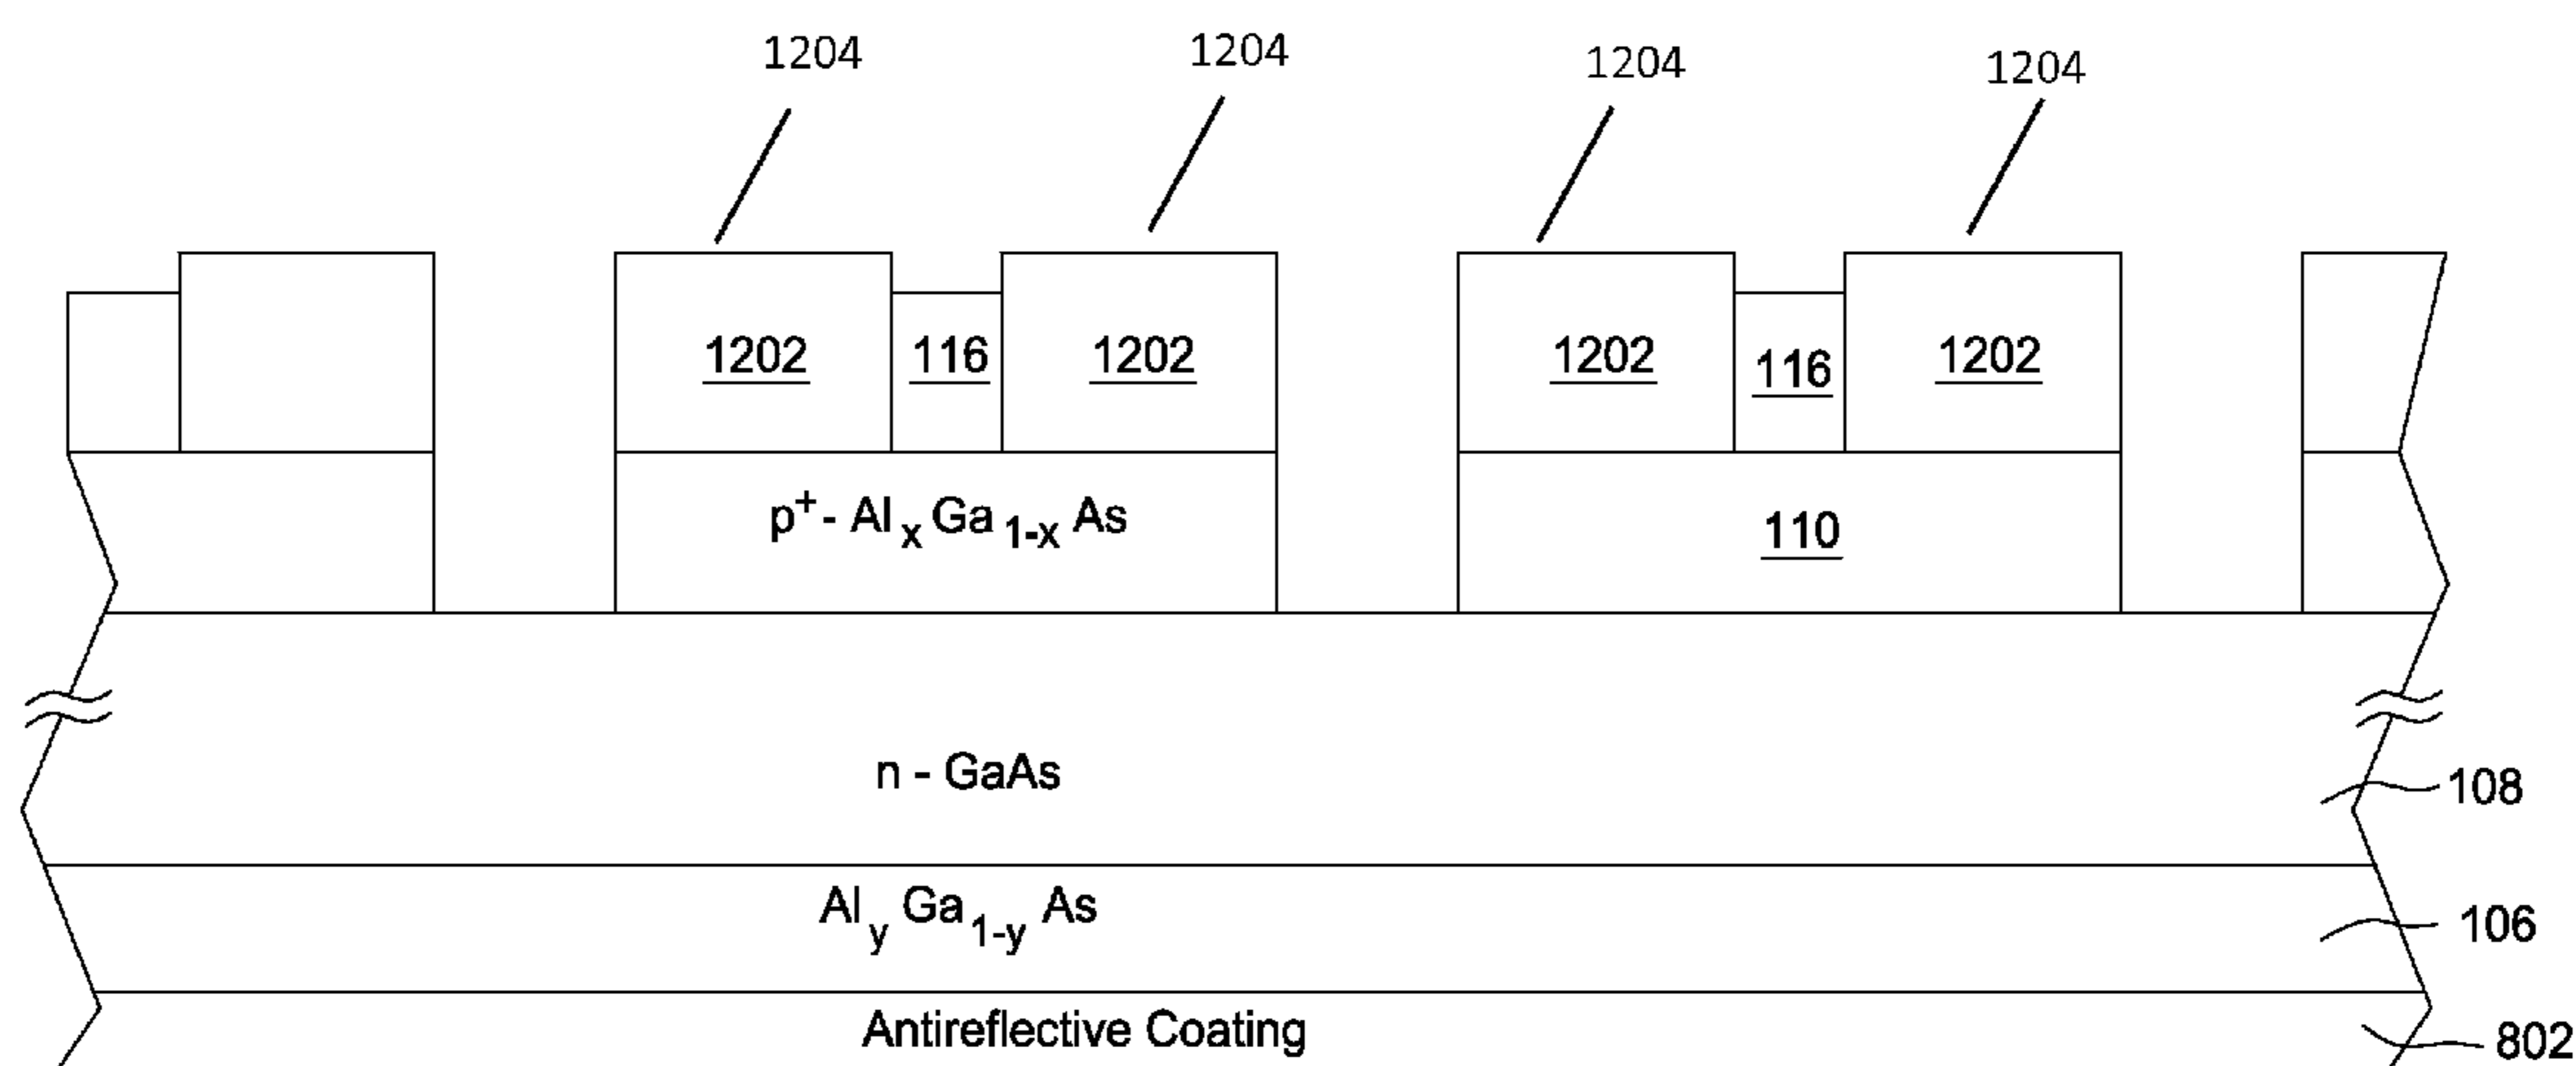 1204 1204 1204 1204
1202 116 1202 1202 116 1202
p+- AlxGa1-xAs 110
n - GaAs 108
AlyGa1-yAs 106
Antireflective Coating 802